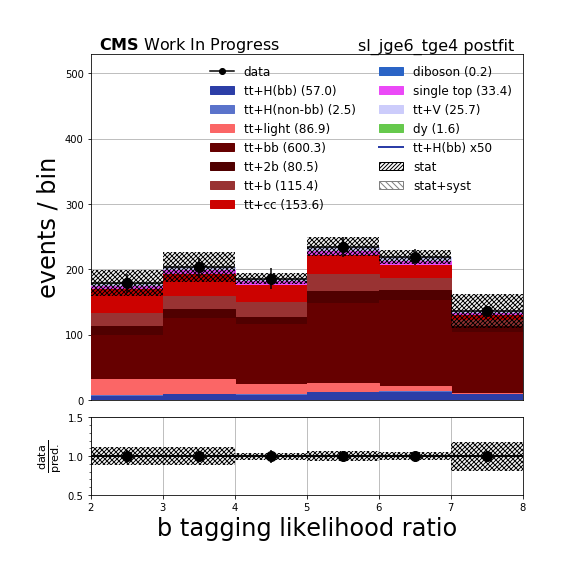 CMS Work In Progress
sl_jge6_tge4 postfit
data
tt+H(bb) (57.0)
tt+H(non-bb) (2.5)
tt+light (86.9)
tt+bb (600.3)
tt+2b (80.5)
tt+b (115.4)
tt+cc (153.6)
diboson (0.2)
single top (33.4)
tt+V (25.7)
dy (1.6)
tt+H(bb) x50
stat
stat+syst
events / bin
500
400
300
200
100
0
data
pred.
1.5
1.0
0.5
2 3 4 5 6 7 8
b tagging likelihood ratio